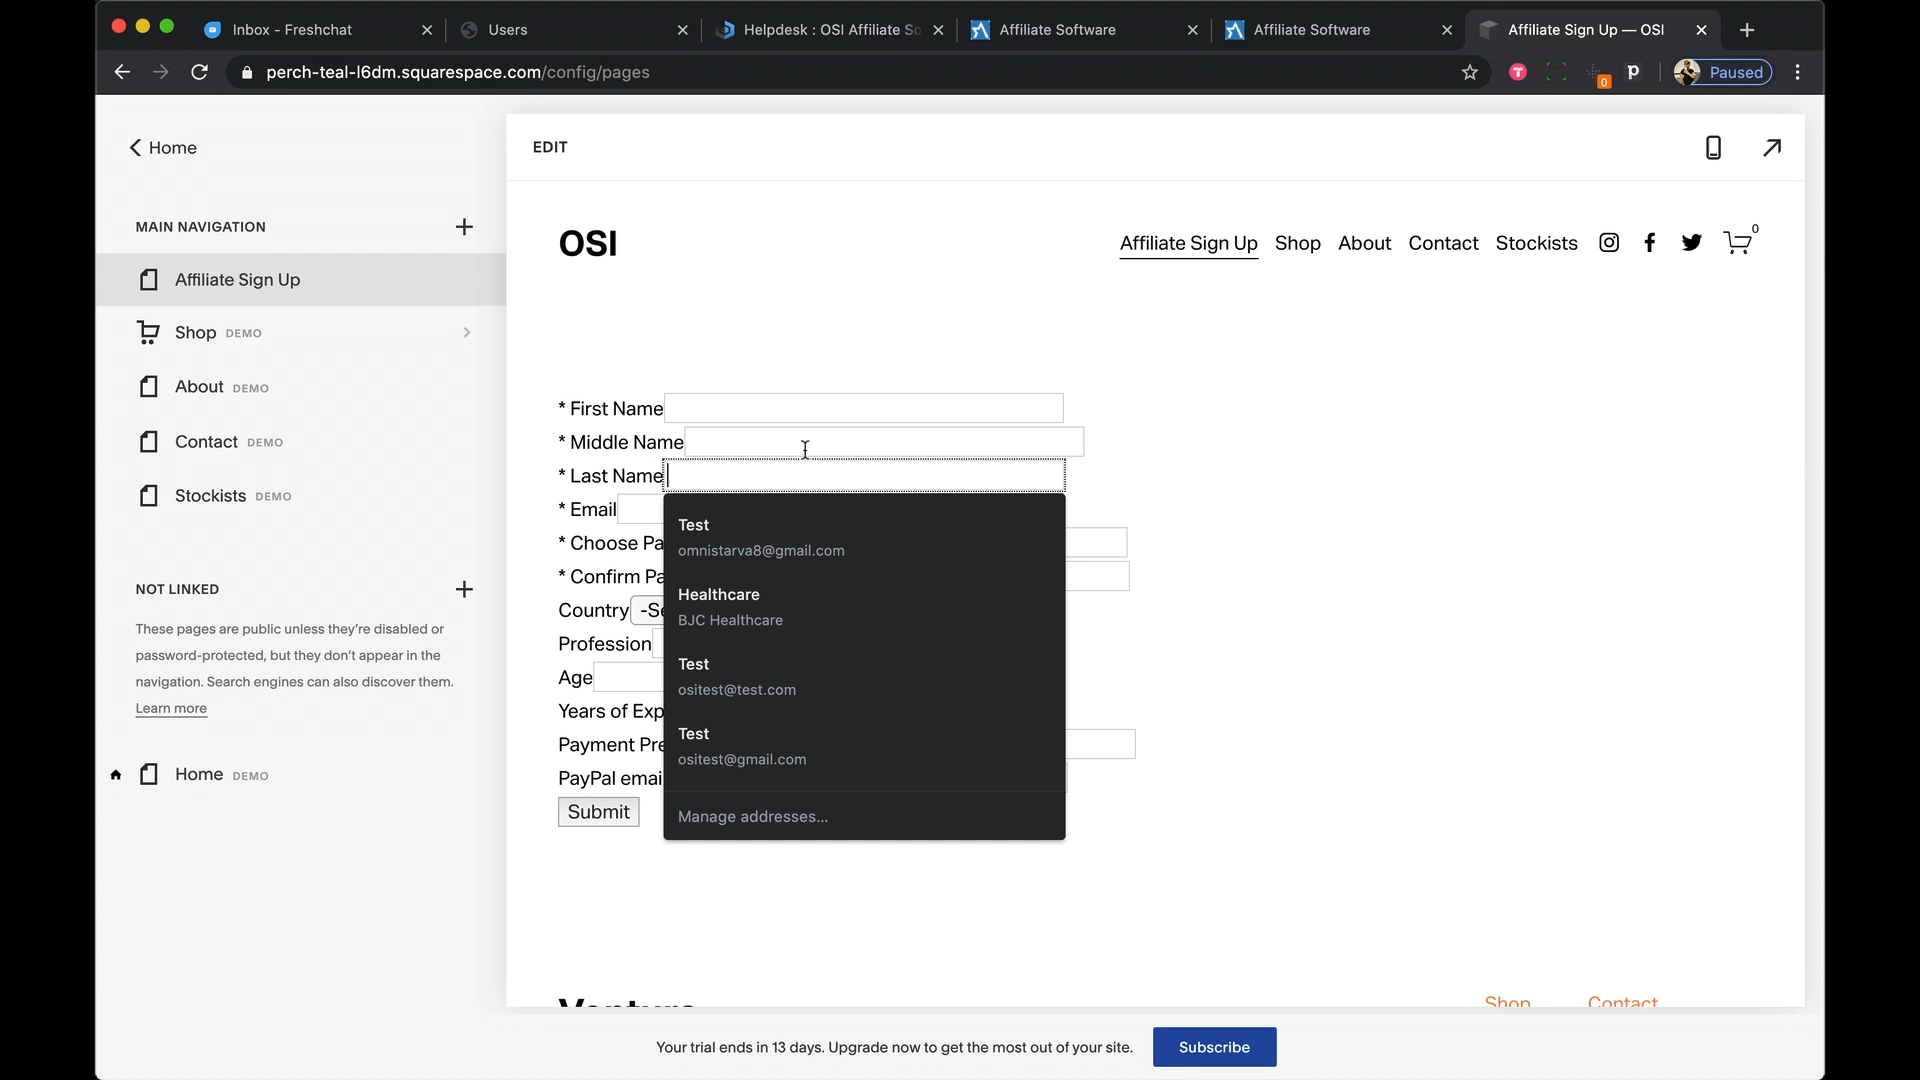 Inbox - Freshchat
Users
Helpdesk : OSI Affiliate So
Affiliate Software
Affiliate Software
Affiliate Sign Up — OSI
perch-teal-l6dm.squarespace.com/config/pages
0
P
Paused
Home
EDIT
MAIN NAVIGATION
OSI
Affiliate Sign Up Shop About Contact Stockists
0
Affiliate Sign Up
Shop DEMO
About DEMO
Contact DEMO
Stockists DEMO
NOT LINKED
These pages are public unless they're disabled or
password-protected, but they don't appear in the
navigation. Search engines can also discover them.
Learn more
Home DEMO
* First Name
* Middle Name
* Last Name
* Email
* Choose Pa
* Confirm Pa
Country -Se
Profession
Age
Years of Exp
Payment Pre
PayPal emai
Submit
Test
omnistarva8@gmail.com
Healthcare
BJC Healthcare
Test
ositest@test.com
Test
ositest@gmail.com
Manage addresses...
Shop Contact
Your trial ends in 13 days. Upgrade now to get the most out of your site.
Subscribe